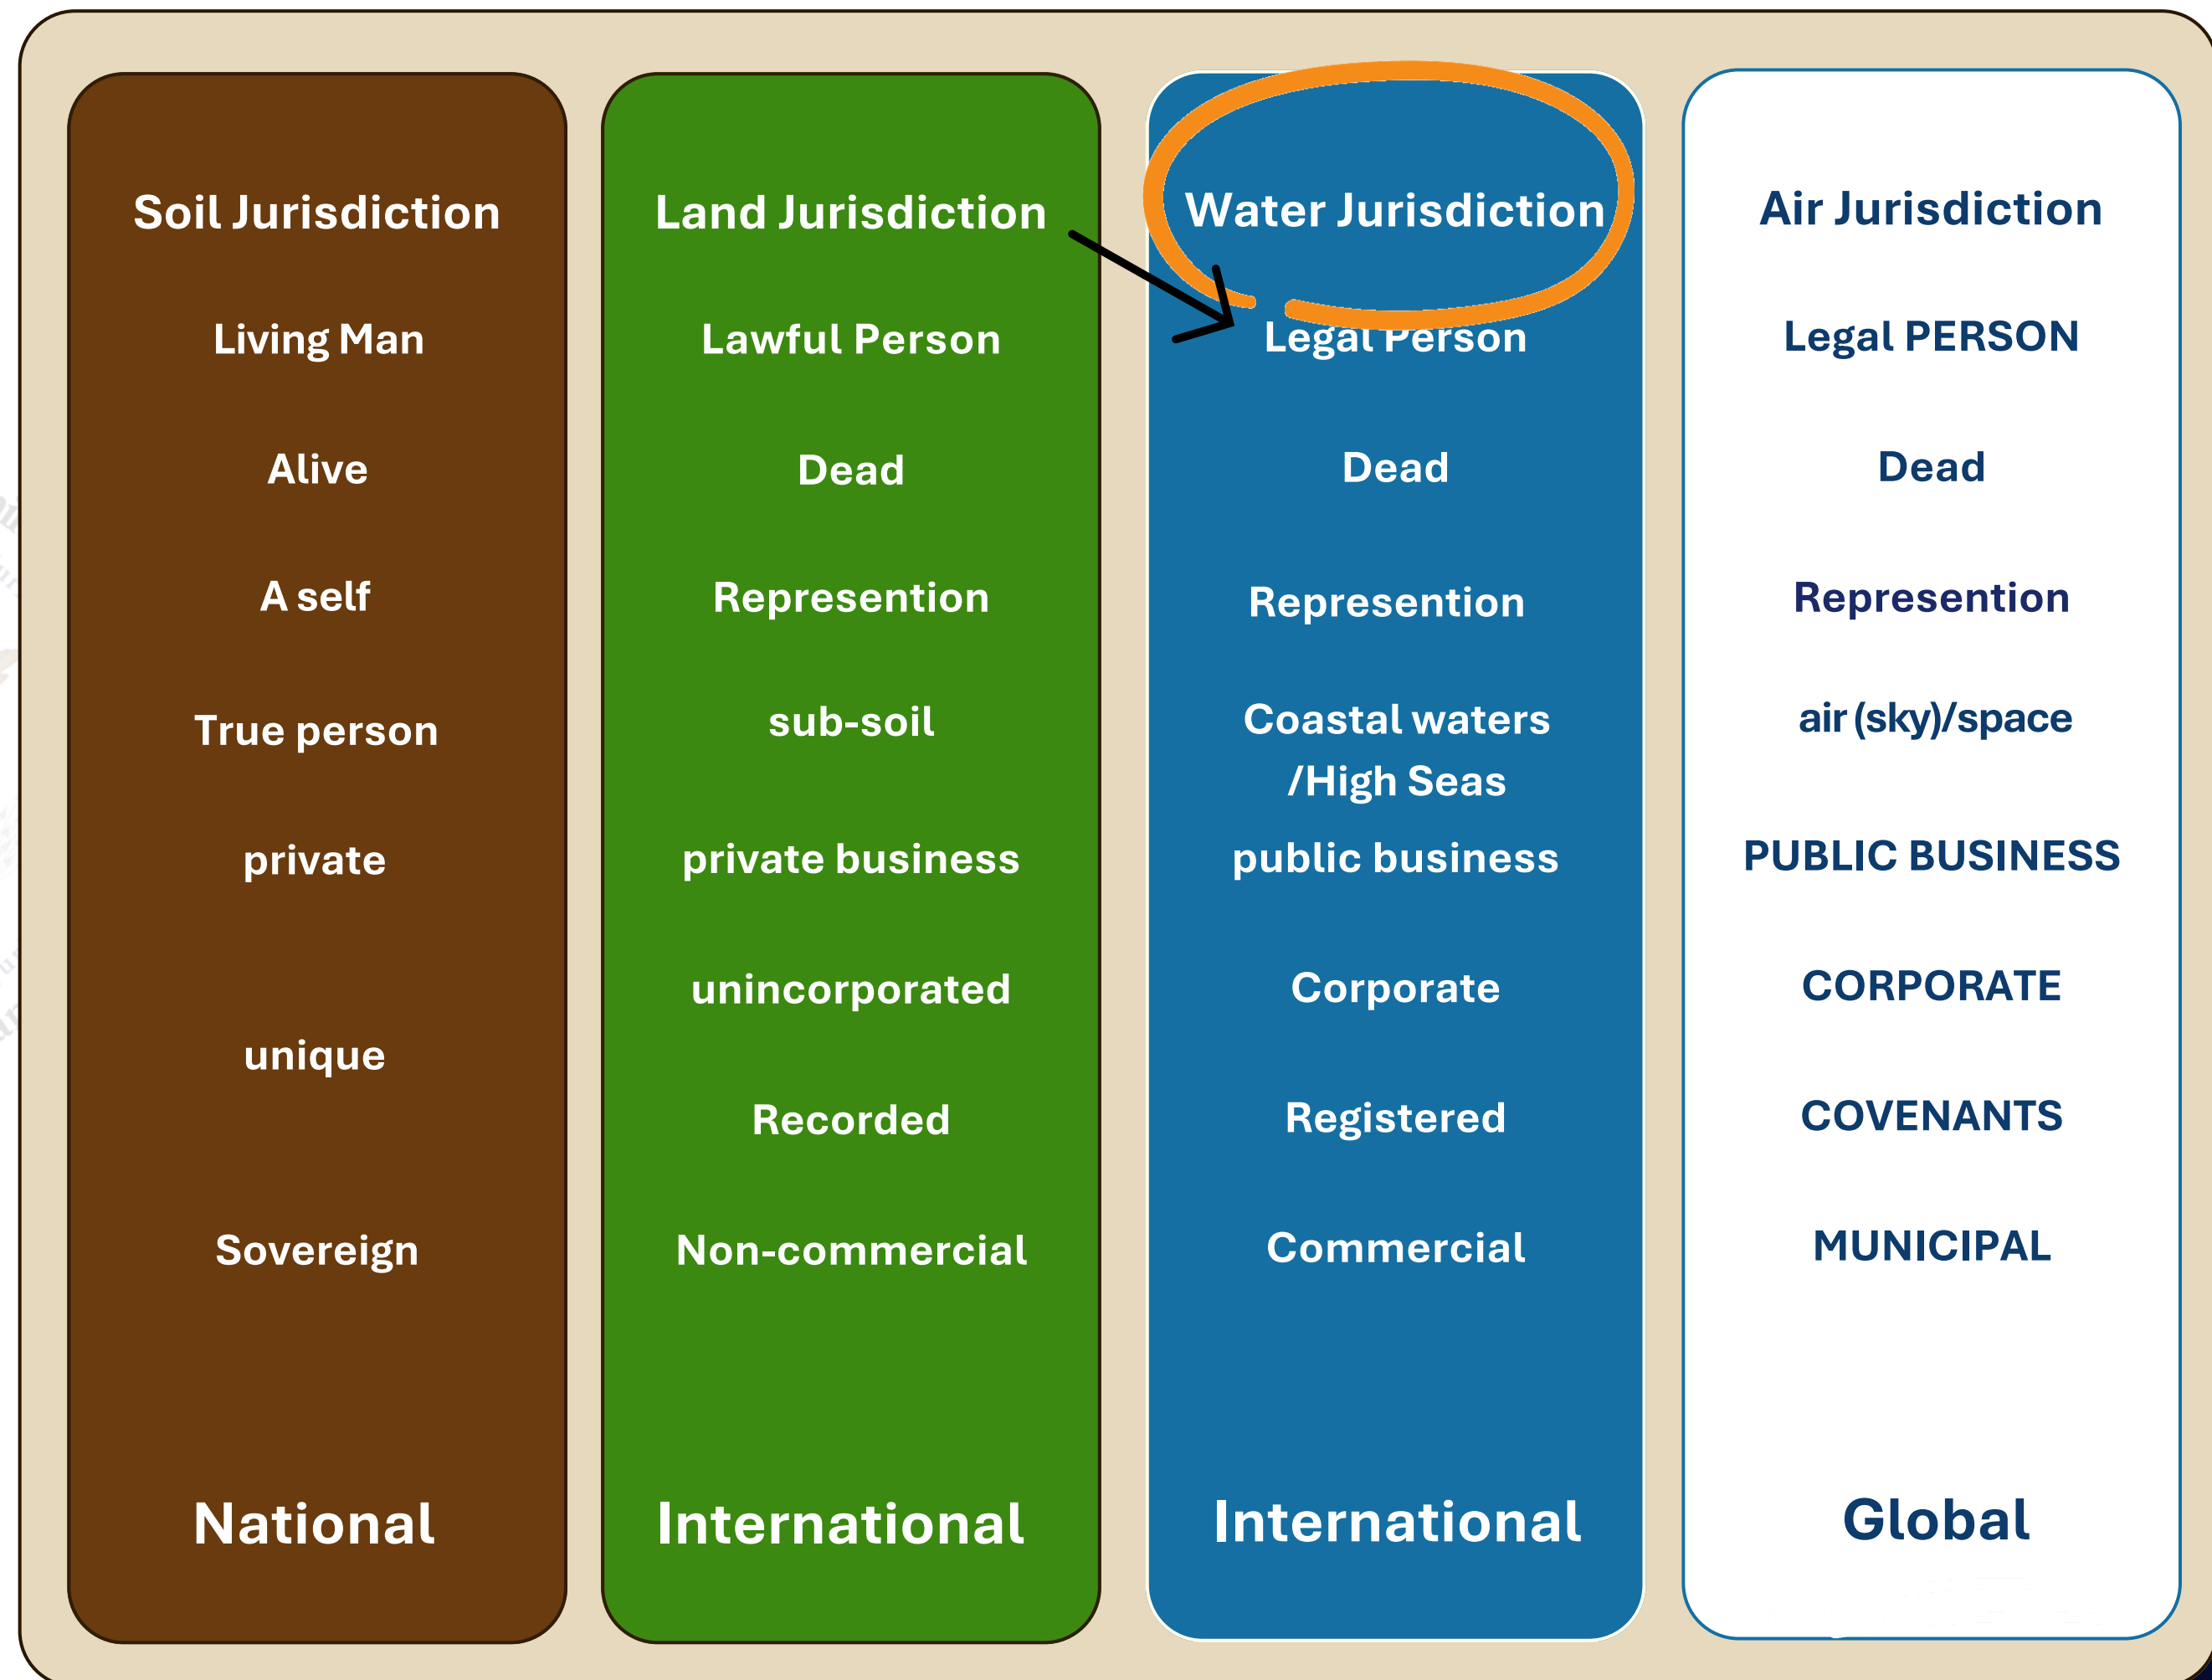 Soil Jurisdiction
Living Man
Alive
A self
True person
private
unique
Sovereign
National
Land Jurisdiction
Lawful Person
Dead
Represention
sub-soil
private business
unincorporated
Recorded
Non-commercial
International
Water Jurisdiction
Legal Person
Dead
Represention
Coastal waters
/High Seas
public business
Corporate
Registered
Commercial
International
Air Jurisdiction
Legal PERSON
Dead
Represention
air (sky)/space
PUBLIC BUSINESS
CORPORATE
COVENANTS
MUNICIPAL
Global